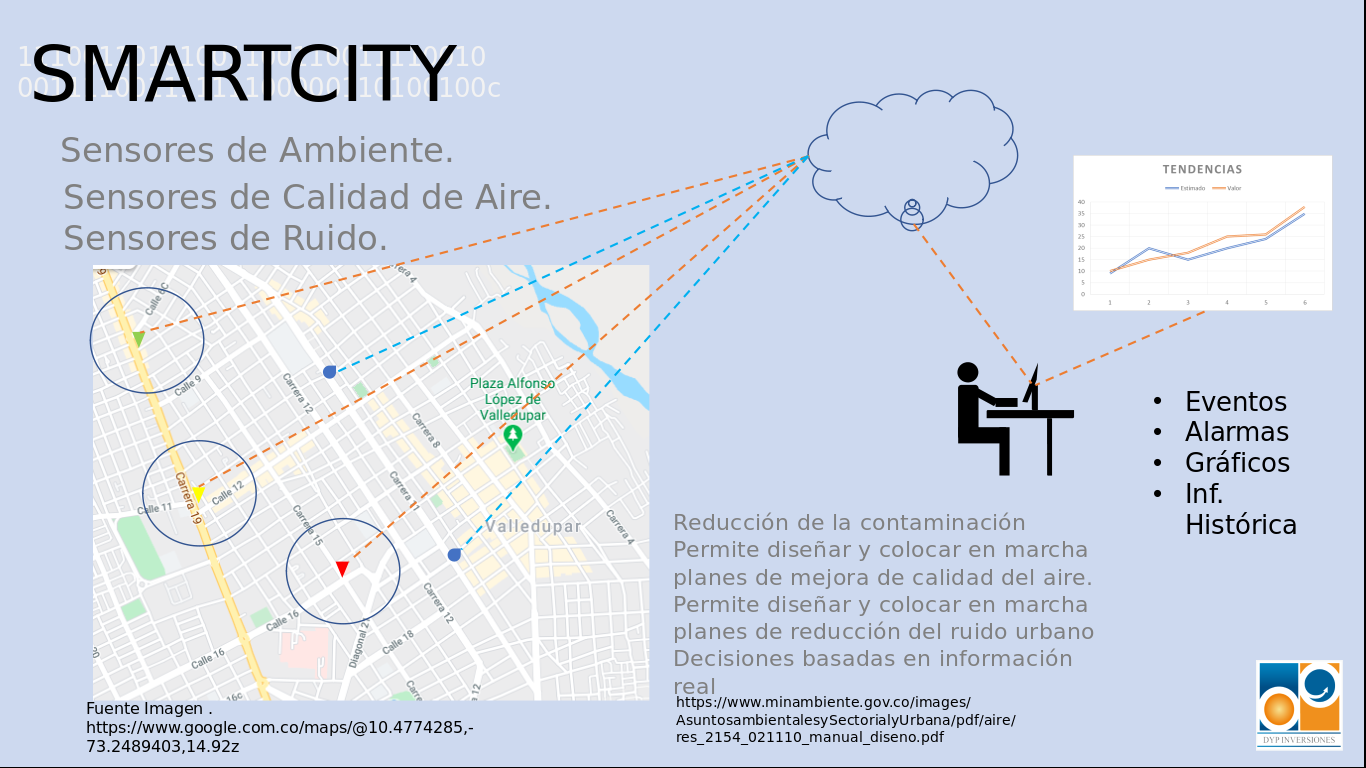 SMARTCITY
Sensores de Ambiente.
Sensores de Calidad de Aire.
Sensores de Ruido.
TENDENCIAS
Estimado Valor
40
35
30
25
20
15
10
5
0
1 2 3 4 5 6
Carrera 4
Calle 6C
Calle 9
Carrera 12
Plaza Alfonso
López de
Valledupar
Carrera 8
Carrera 19
Calle 12
Calle 11
Carrera 15
Valledupar
Carrera 4
Calle 16
Carrera 12
Calle 18
Calle 16
16c
12
• Eventos
• Alarmas
• Gráficos
• Inf.
Histórica
Reducción de la contaminación
Permite diseñar y colocar en marcha
planes de mejora de calidad del aire.
Permite diseñar y colocar en marcha
planes de reducción del ruido urbano
Decisiones basadas en información
real
Fuente Imagen .
https://www.google.com.co/maps/@10.4774285,-
73.2489403,14.92z
https://www.minambiente.gov.co/images/
AsuntosambientalesySectorialyUrbana/pdf/aire/
res_2154_021110_manual_diseno.pdf
DYP INVERSIONES